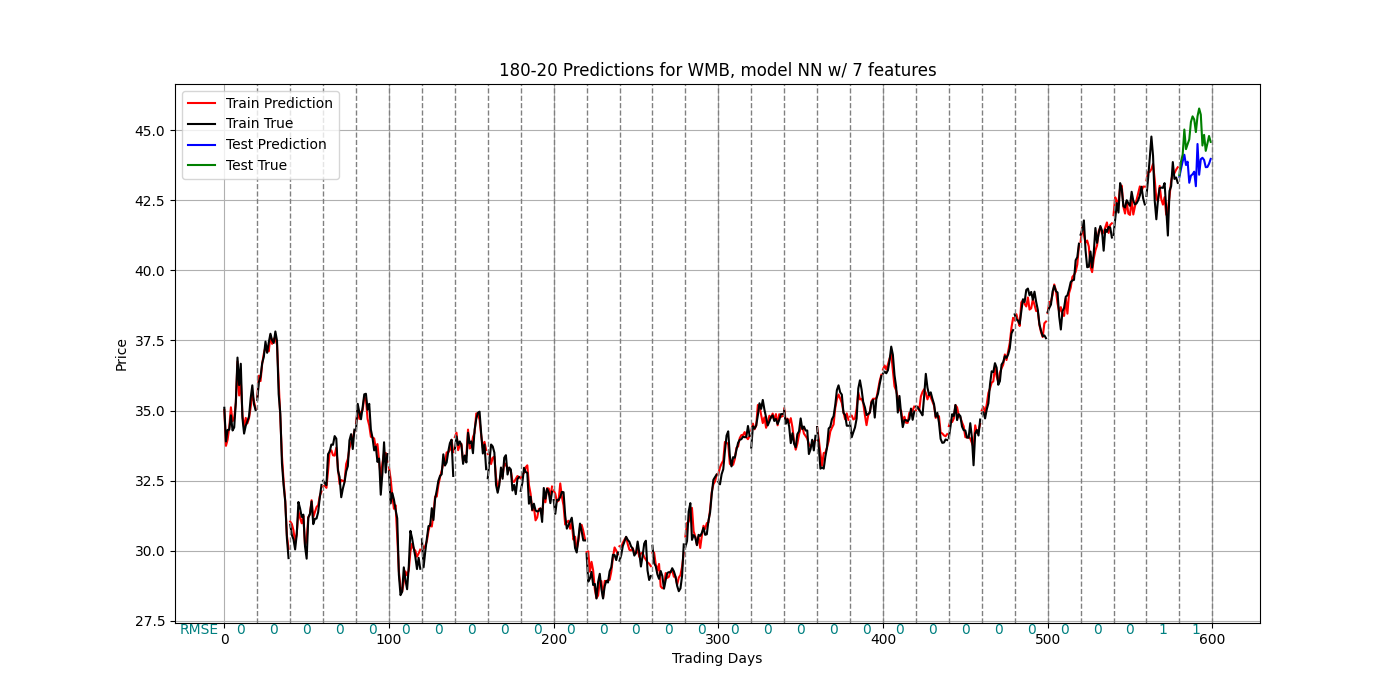 180-20 Predictions for WMB, model NN w/ 7 features
Train Prediction
Train True
Test Prediction
Test True
45.0
42.5
40.0
37.5
35.0
32.5
30.0
27.5
Price
RMSE 0 0 0 0 0 0 0 0 0 0 0 0 0 0 0 0 0 0 0 0 0 0 0 0 0 0 0 0 1 1
0 100 200 300 400 500 600
Trading Days